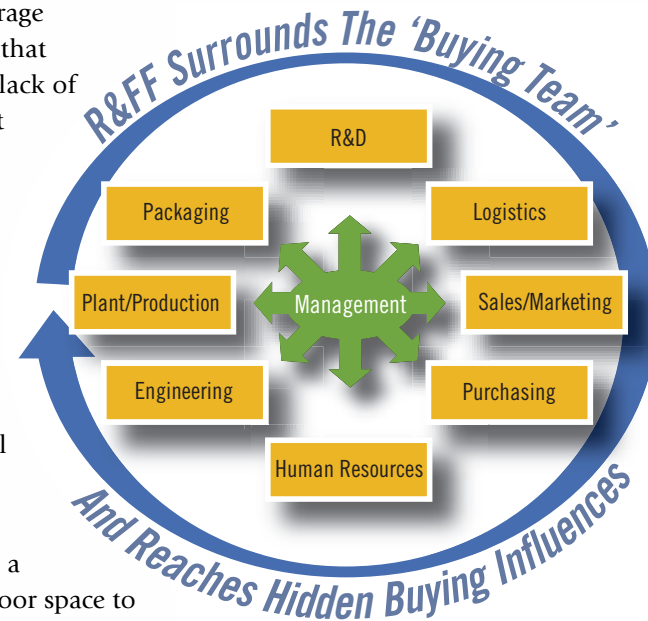 rage
that
lack of
t
R&FF Surrounds The 'Buying Team'
R&D
Packaging
Logistics
Plant/Production
Management
Sales/Marketing
Engineering
Purchasing
Human Resources
l
And Reaches Hidden Buying Influences
a
oor space to